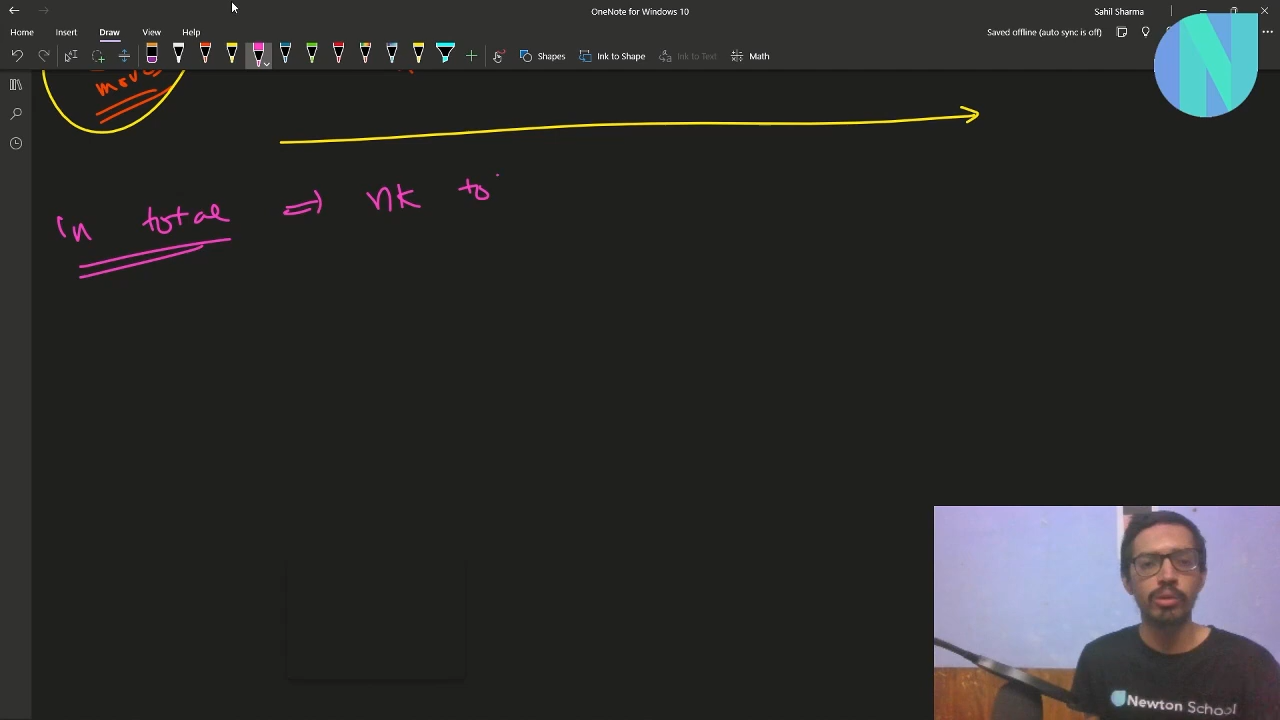 OneNote for Windows 10
Sahil Sharma
Home Insert Draw View Help
Saved offline (auto sync is off)
Shapes Ink to Shape Ink to Text Math
move
in total ⇒ nk to
Newton School